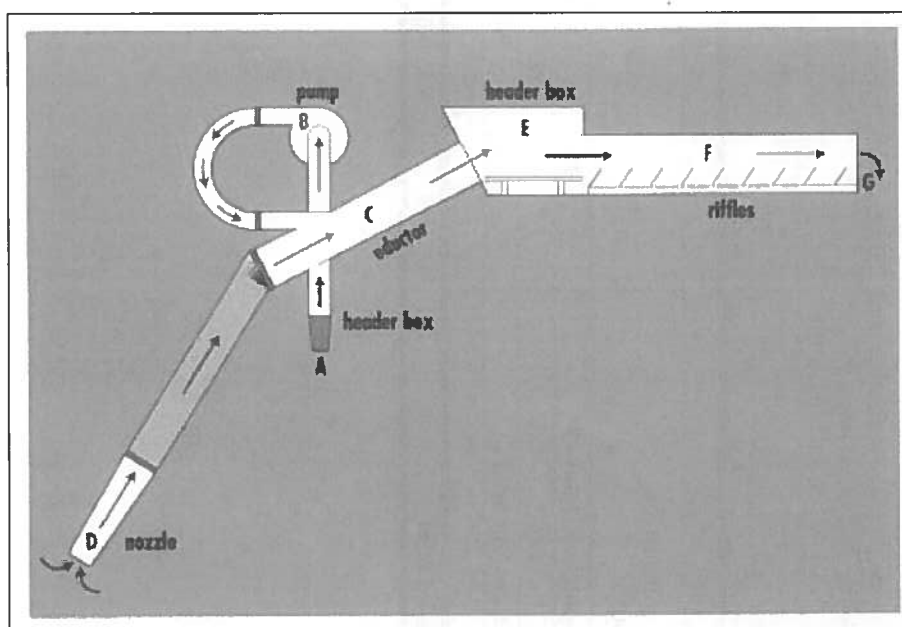 pump
B
header box
E
F
G
riffles
C
eductor
header box
A
D
nozzle